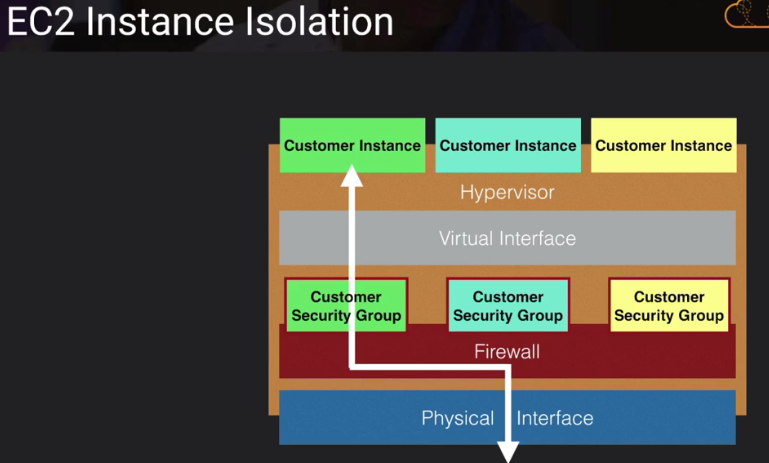 EC2 Instance Isolation
Customer Instance
Customer Instance
Customer Instance
Hypervisor
Virtual Interface
Customer
Security Group
Customer
Security Group
Customer
Security Group
Firewall
Physical Interface